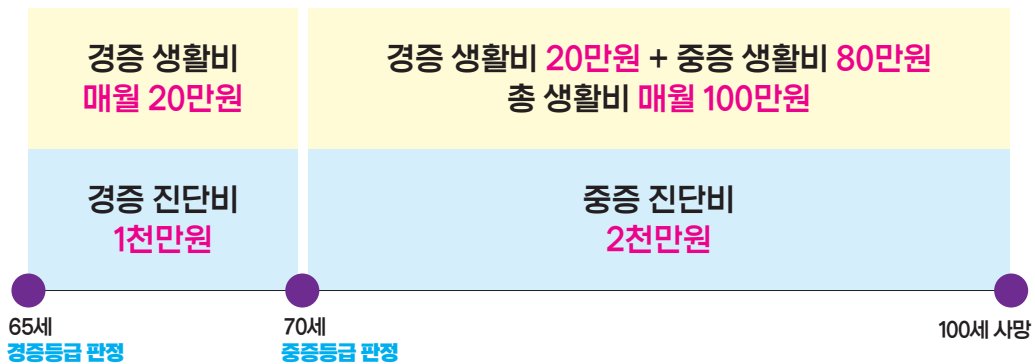 경증 생활비
매월 20만원
경증 생활비 20만원 + 중증 생활비 80만원
총 생활비 매월 100만원
경증 진단비
1천만원
중증 진단비
2천만원
65세
경증등급 판정
70세
중증등급 판정
100세 사망